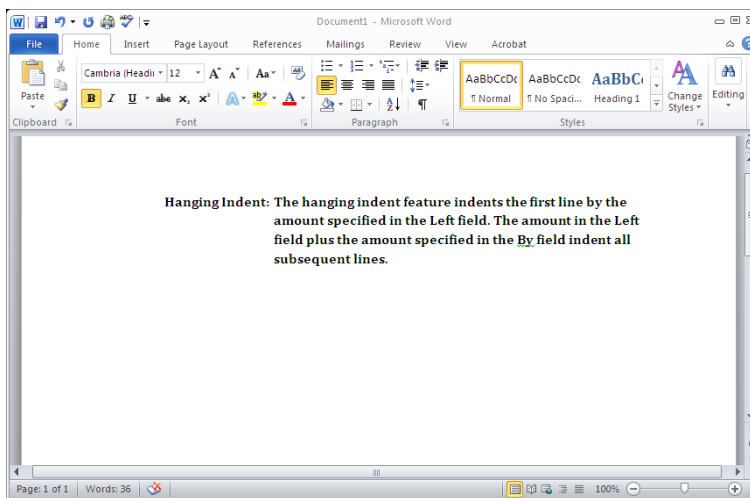 Document1 - Microsoft Word
File Home Insert Page Layout References Mailings Review View Acrobat
Paste
Cambria (Headi 12
AaBbCcDc AaBbCcDc AaBbC
¶ Normal ¶ No Spaci... Heading 1
Change Styles
Editing
Clipboard Font Paragraph Styles
Hanging Indent: The hanging indent feature indents the first line by the
amount specified in the Left field. The amount in the Left
field plus the amount specified in the By field indent all
subsequent lines.
Page: 1 of 1 Words: 36 100%